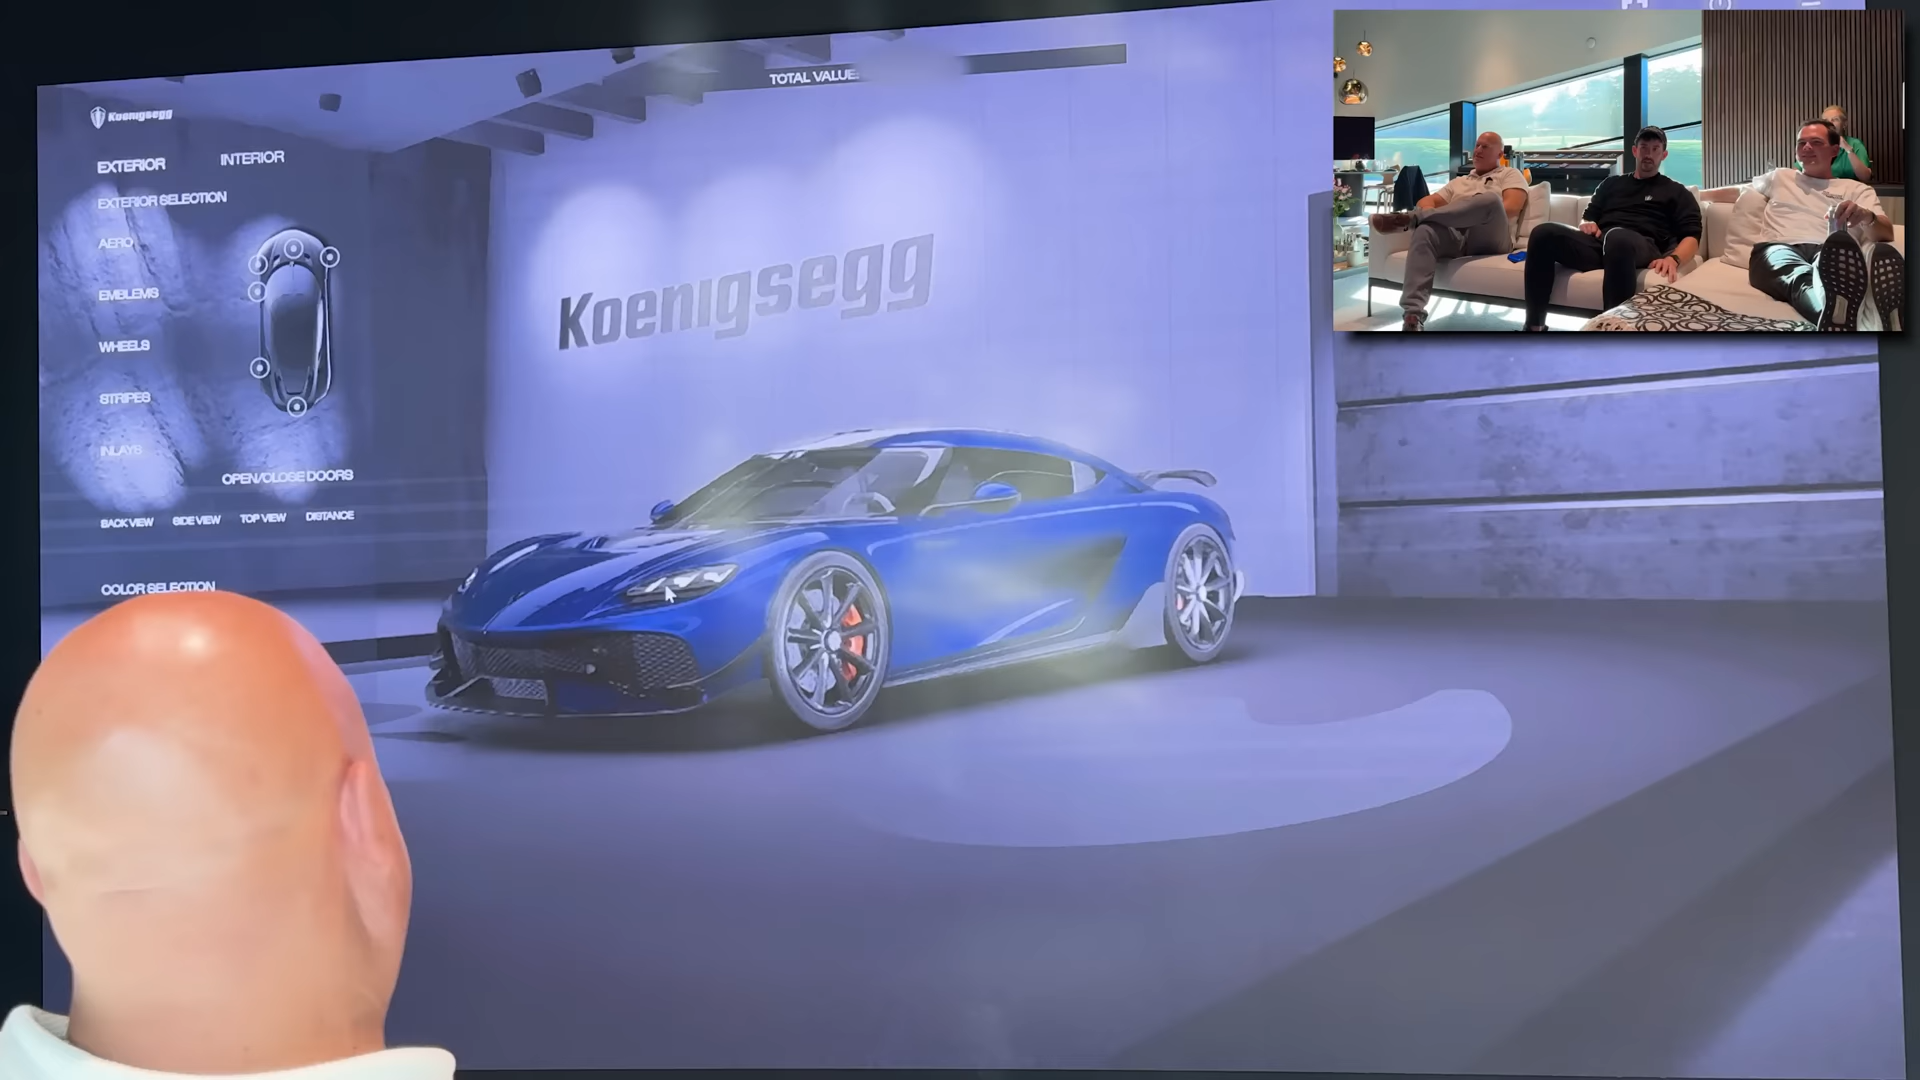 TOTAL VALUE:
Koenigsegg
EXTERIOR
INTERIOR
EXTERIOR SELECTION
AERO
EMBLEMS
WHEELS
STRIPES
INLAYS
OPEN/CLOSE DOORS
BACK VIEW
SIDE VIEW
TOP VIEW
DISTANCE
COLOR SELECTION
Koenigsegg